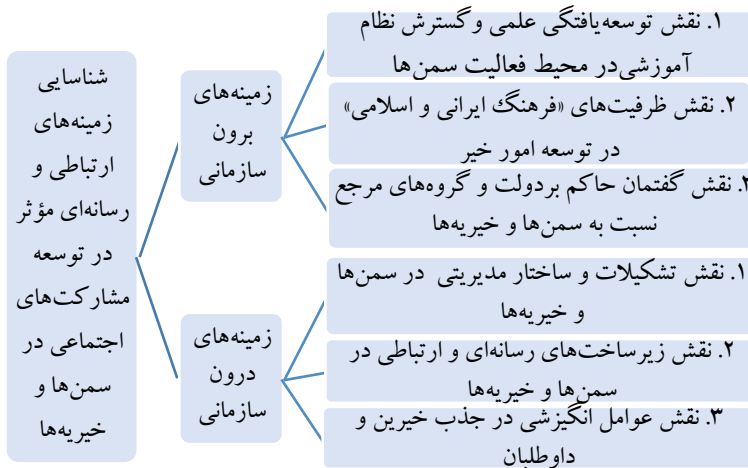 شناسایی
زمینه‌های
ارتباطی و
رسانه‌ای مؤثر
در توسعه
مشارکت‌های
اجتماعی در
سمن‌ها و
خیریه‌ها
زمینه‌های
برون
سازمانی
۱. نقش توسعه‌یافتگی علمی وگسترش نظام
آموزشی‌در محیط فعالیت سمن‌ها
۲. نقش ظرفیت‌های «فرهنگ ایرانی و اسلامی»
در توسعه امور خیر
۲. نقش گفتمان حاکم بردولت و گروه‌های مرجع
نسبت به سمن‌ها و خیریه‌ها
زمینه‌های
درون
سازمانی
۱. نقش تشکیلات و ساختار مدیریتی در سمن‌ها
و خیریه‌ها
۲. نقش زیرساخت‌های رسانه‌ای و ارتباطی در
سمن‌ها و خیریه‌ها
۳. نقش عوامل انگیزشی در جذب خیرین و
داوطلبان